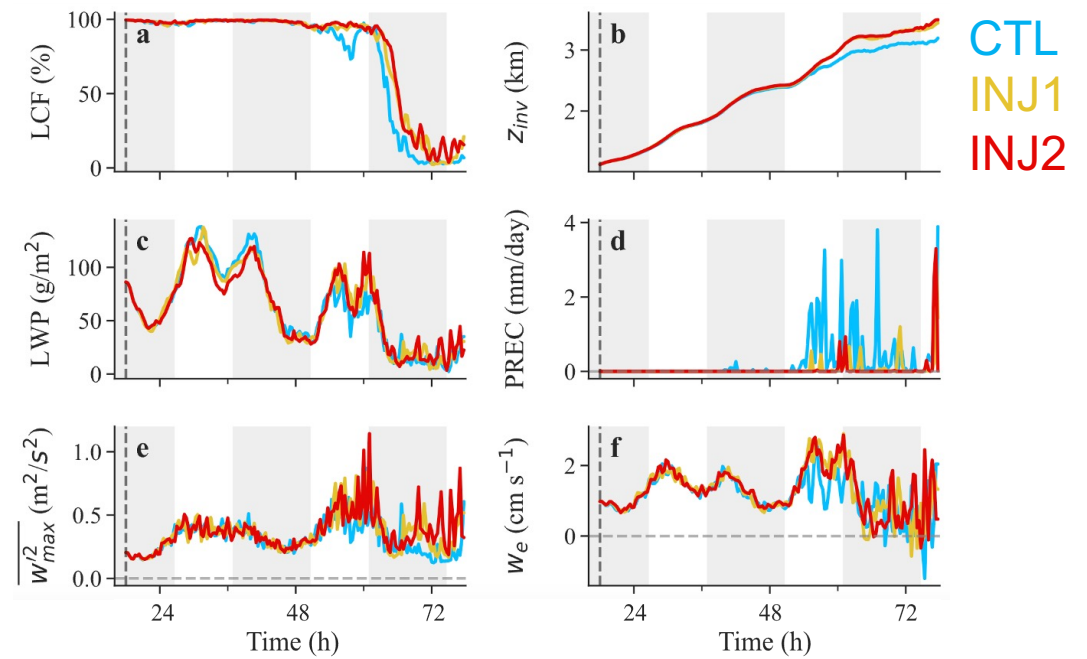 a
LCF (%)
100
50
0
b
z_inv (km)
3
2
CTL
INJ1
INJ2
c
LWP (g/m²)
100
50
0
d
PREC (mm/day)
4
2
0
e
w'²_max (m²/s²)
1.0
0.5
0.0
24
48
72
Time (h)
f
w_e (cm s⁻¹)
2
0
24
48
72
Time (h)